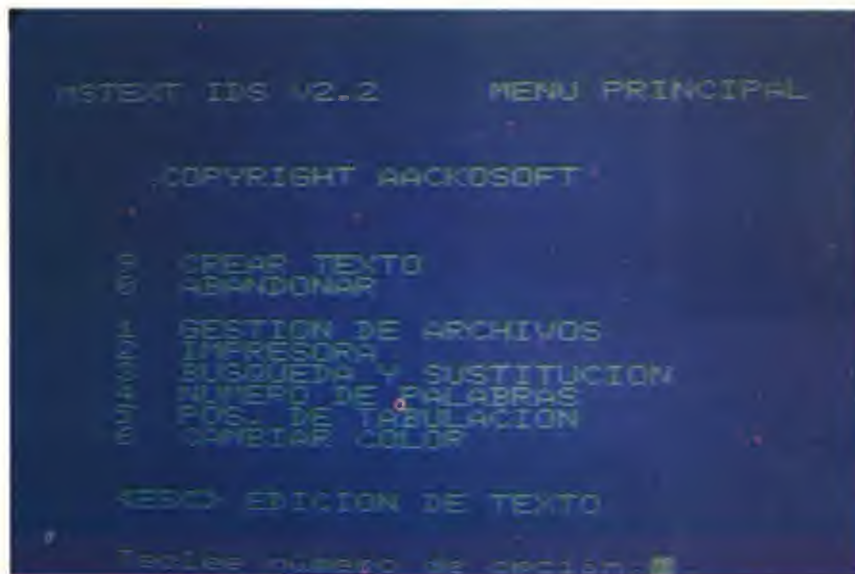 MSTEXT IDS V2.2 MENU PRINCIPAL
COPYRIGHT AACKOSOFT
CREAR TEXTO
ABANDONAR
1 GESTION DE ARCHIVOS
2 IMPRESORA
3 BUSQUEDA Y SUSTITUCION
4 NUMERO DE PALABRAS
5 POS. DE TABULACION
6 CAMBIAR COLOR
<ESC> EDICION DE TEXTO
Teclee numero de opcion